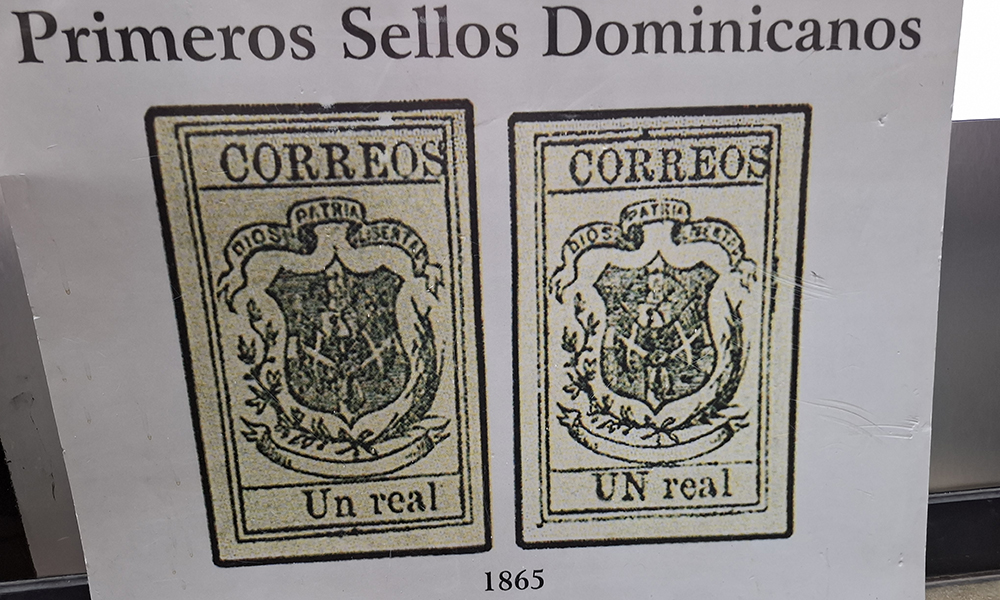 Primeros Sellos Dominicanos
CORREOS
DIOS PATRIA LIBERTAD
Un real
CORREOS
DIOS PATRIA LIBERTAD
UN real
1865